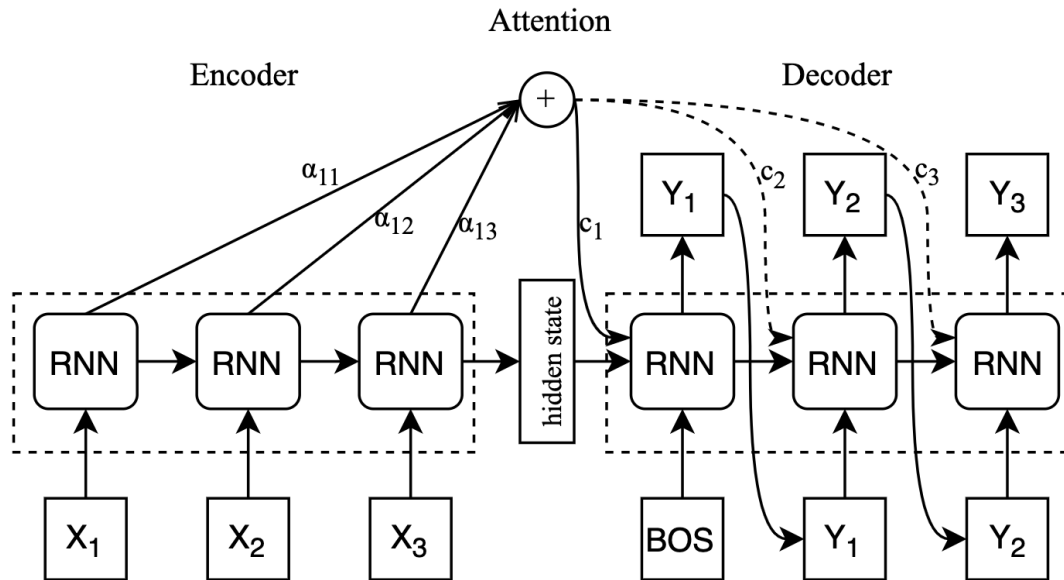 Attention
Encoder
Decoder
+
α₁₁
α₁₂
α₁₃
c₁
c₂
c₃
Y₁
Y₂
Y₃
RNN
RNN
RNN
hidden state
RNN
RNN
RNN
X₁
X₂
X₃
BOS
Y₁
Y₂